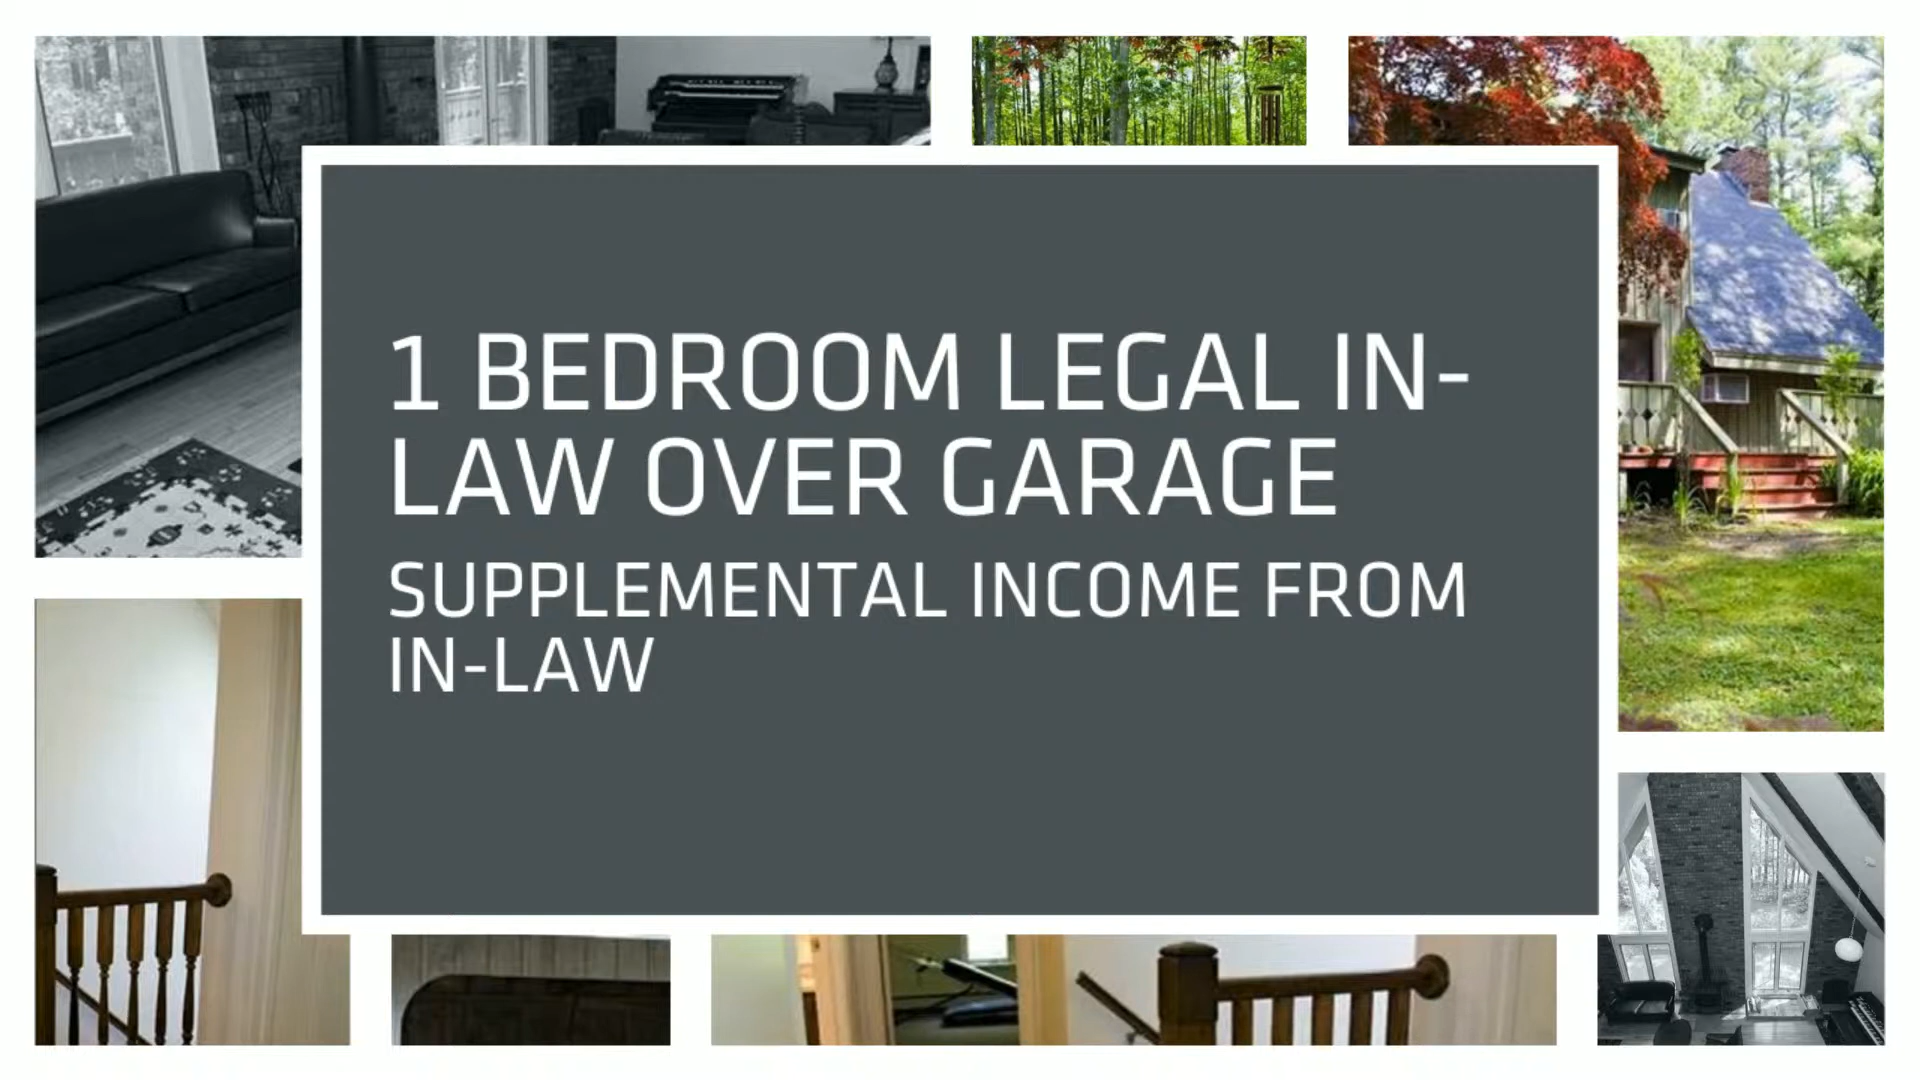 1 BEDROOM LEGAL IN-
LAW OVER GARAGE
SUPPLEMENTAL INCOME FROM
IN-LAW